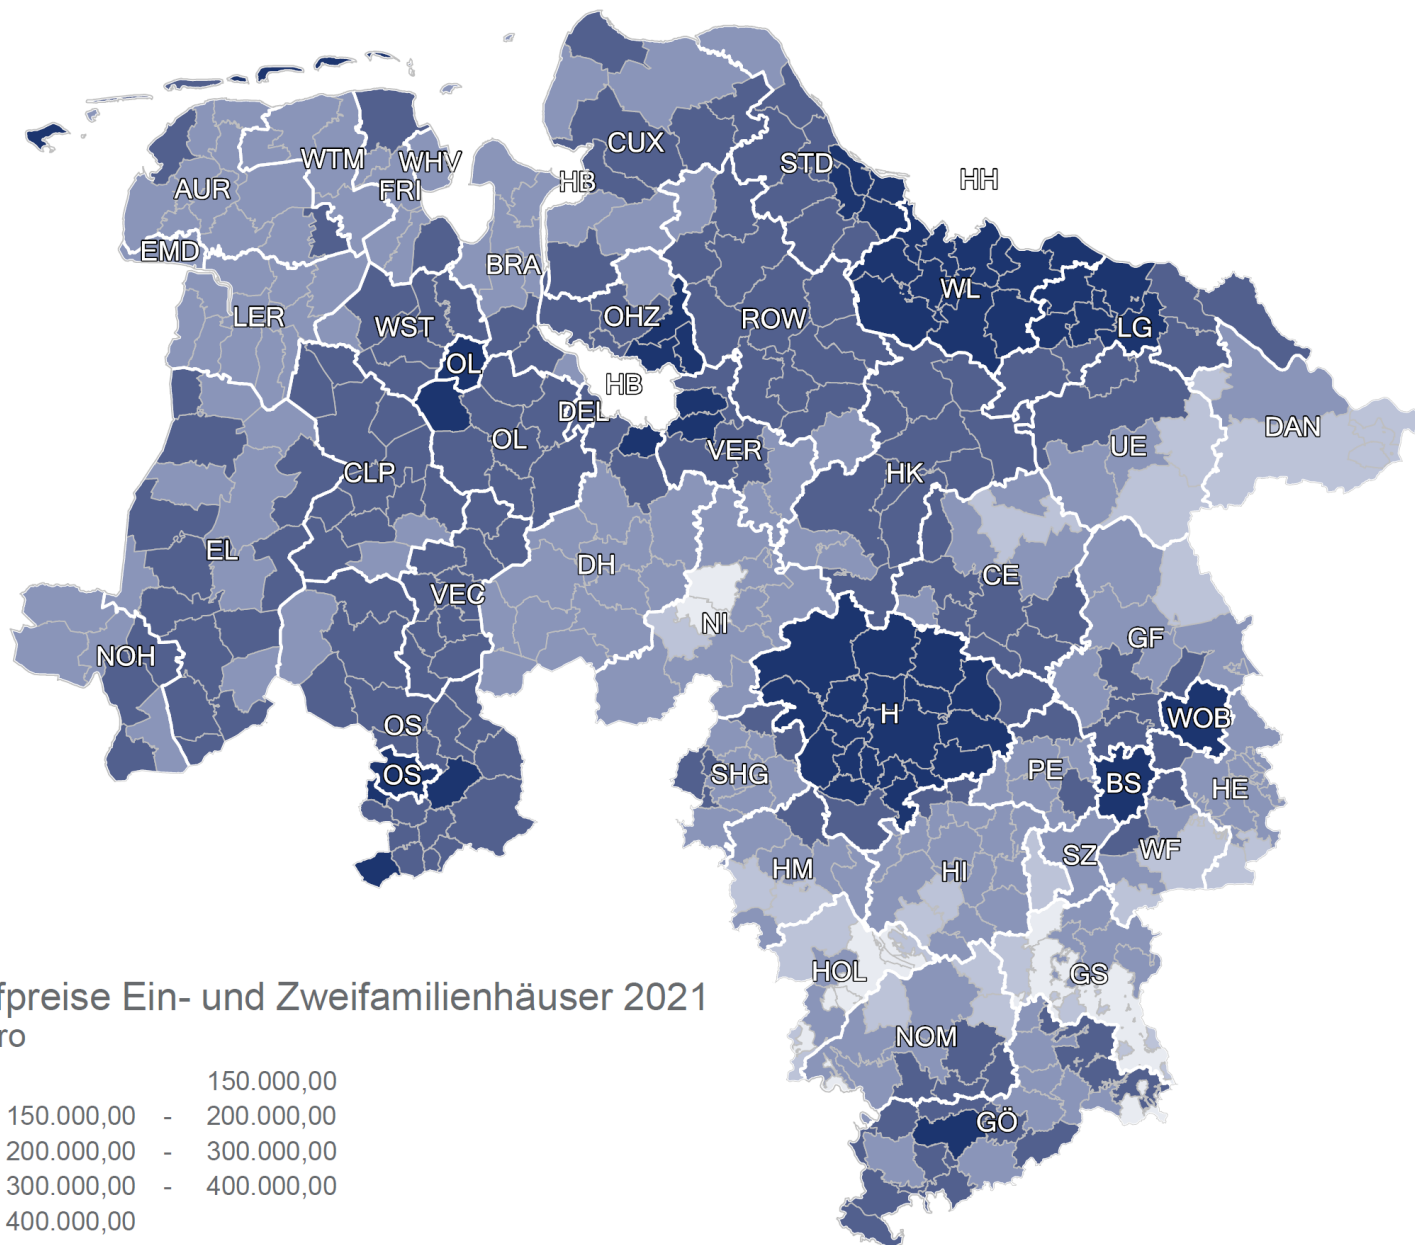 CUX
STD
HH
WTM
WHV
HB
AUR
FRI
EMD
BRA
LER
WST
OHZ
ROW
WL
LG
OL
HB
DEL
OL
VER
UE
DAN
CLP
HK
EL
DH
CE
VEC
NI
GF
NOH
OS
H
WOB
OS
SHG
PE
BS
HE
HM
HI
SZ
WF
HOL
GS
fpreise Ein- und Zweifamilienhäuser 2021
ro
NOM
150.000,00
150.000,00 - 200.000,00
GÖ
200.000,00 - 300.000,00
300.000,00 - 400.000,00
400.000,00